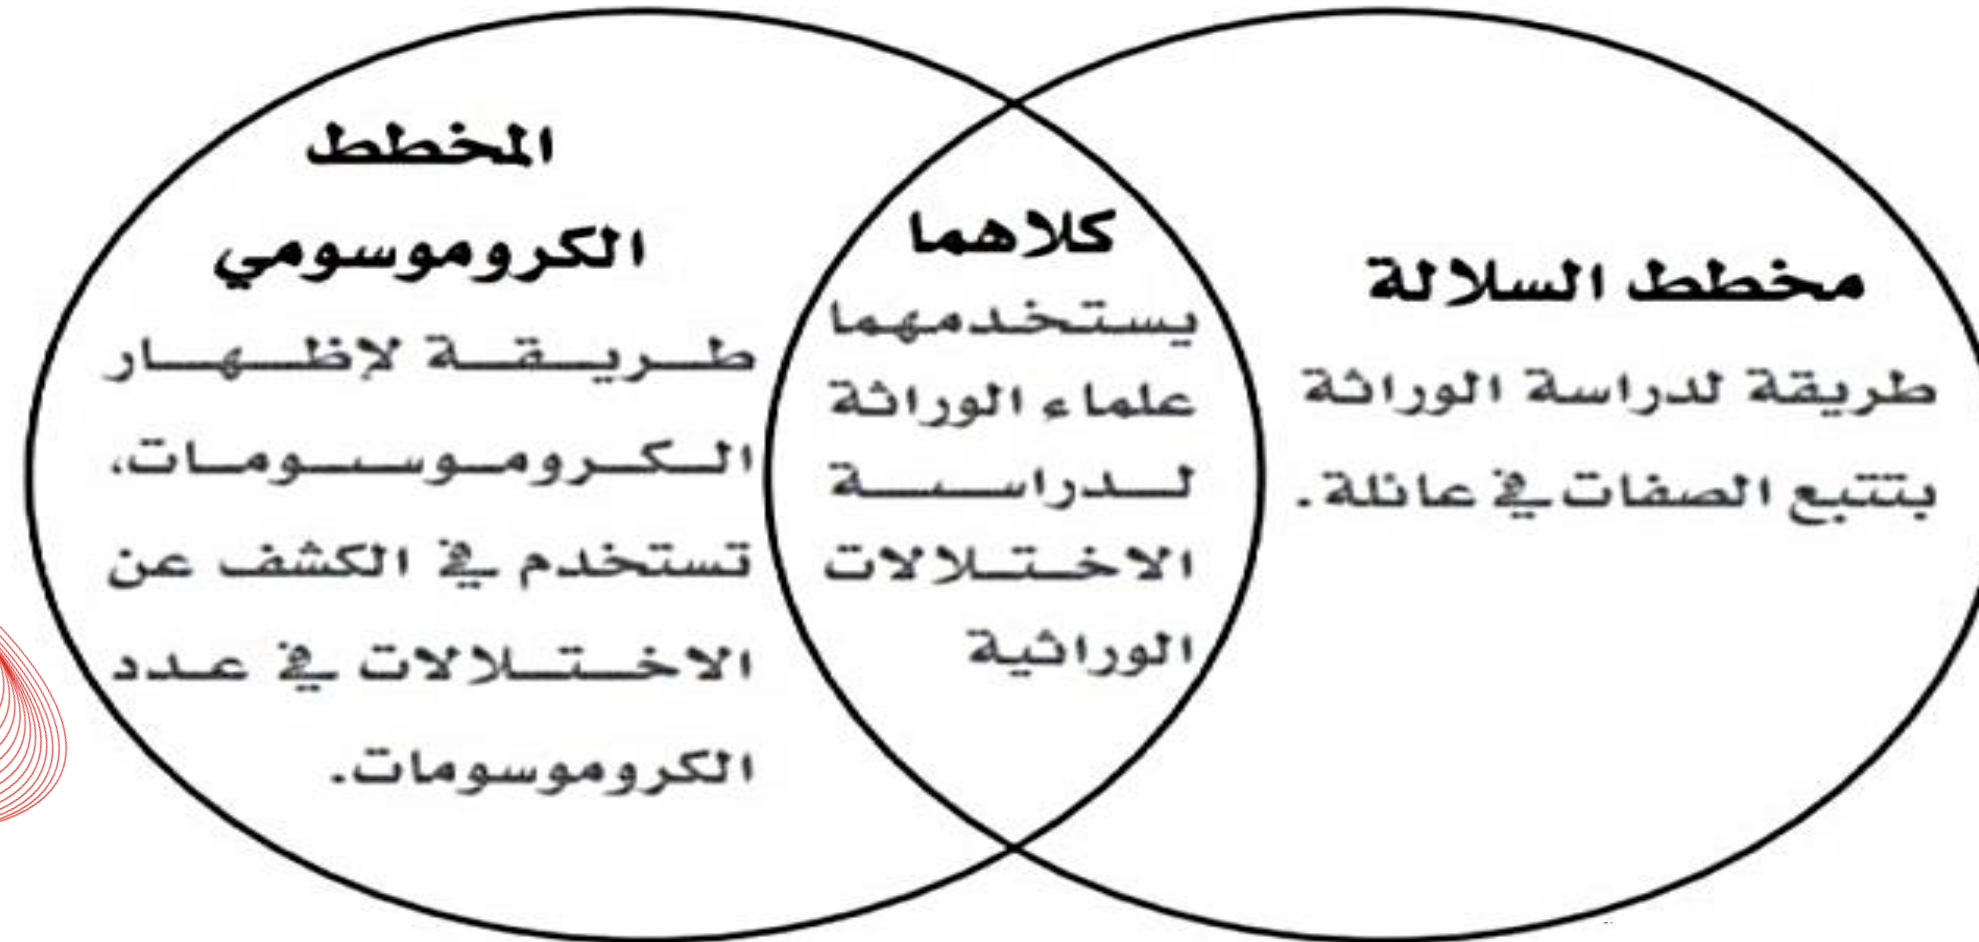 مخطط السلالة
طريقة لدراسة الوراثة
بتتبع الصفات في عائلة.
كلاهما
يستخدمهما
علماء الوراثة
لدراسة
الاختلالات
الوراثية
المخطط
الكروموسومي
طريقة لإظهار
الكروموسومات،
تستخدم في الكشف عن
الاختلالات في عدد
الكروموسومات.